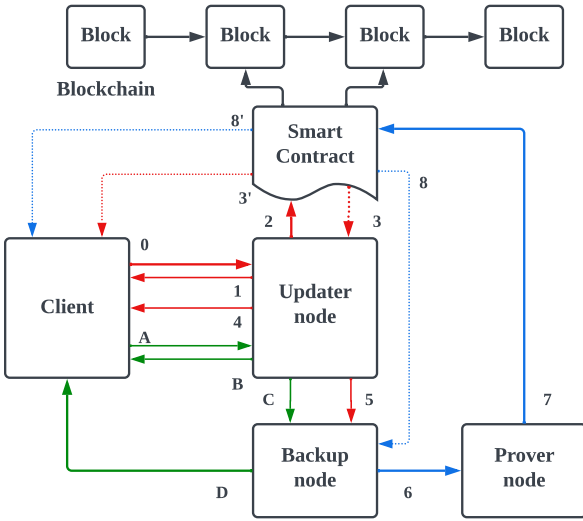 Block
Block
Block
Block
Blockchain
8'
Smart
Contract
8
3'
2
3
0
Client
1
Updater
node
4
A
B
C
5
7
Backup
node
Prover
node
D
6